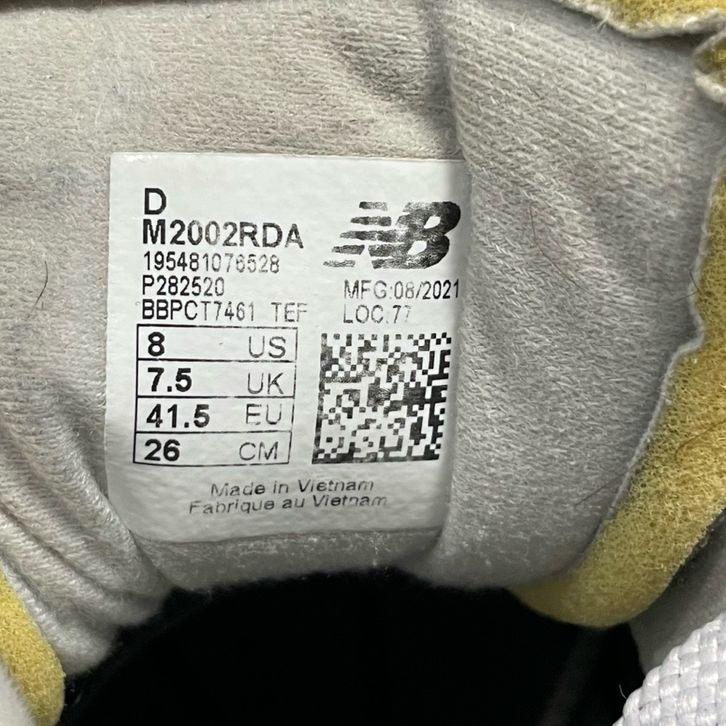 D
M2002RDA
NB
195481076528
P282520
MFG:08/2021
BBPCT7461 TEF
LOC:77
8 US
7.5 UK
41.5 EU
26 CM
Made in Vietnam
Fabrique au Vietnam